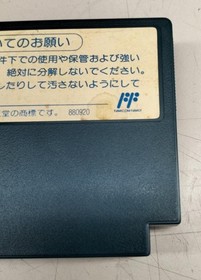 いてのお願い
件下での使用や保管および強い
絶対に分解しないでください。
したりして汚さないようにして
堂の商標です。 880920